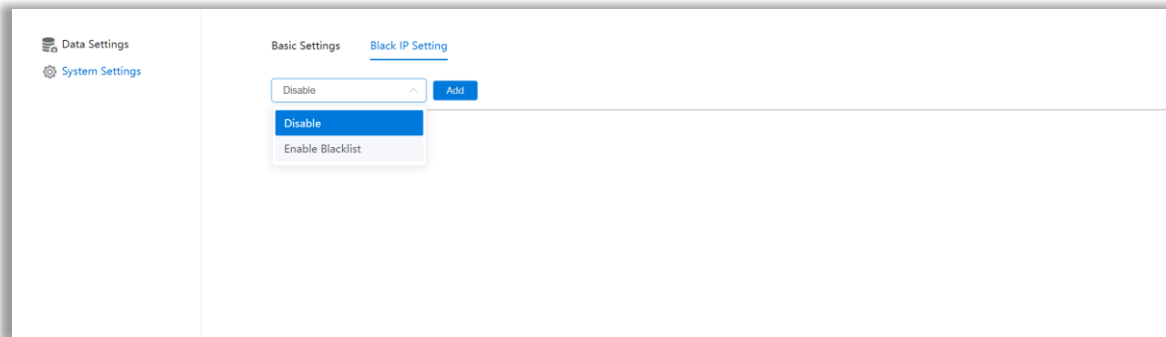 Data Settings
System Settings
Basic Settings Black IP Setting
Disable Add
Disable
Enable Blacklist